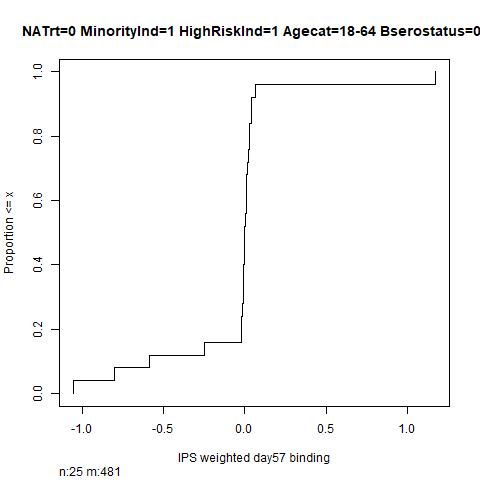 NATrt=0 MinorityInd=1 HighRiskInd=1 Agecat=18-64 Bserostatus=0
1.0
0.8
0.6
0.4
0.2
0.0
Proportion <= x
-1.0 -0.5 0.0 0.5 1.0
IPS weighted day57 binding
n:25 m:481